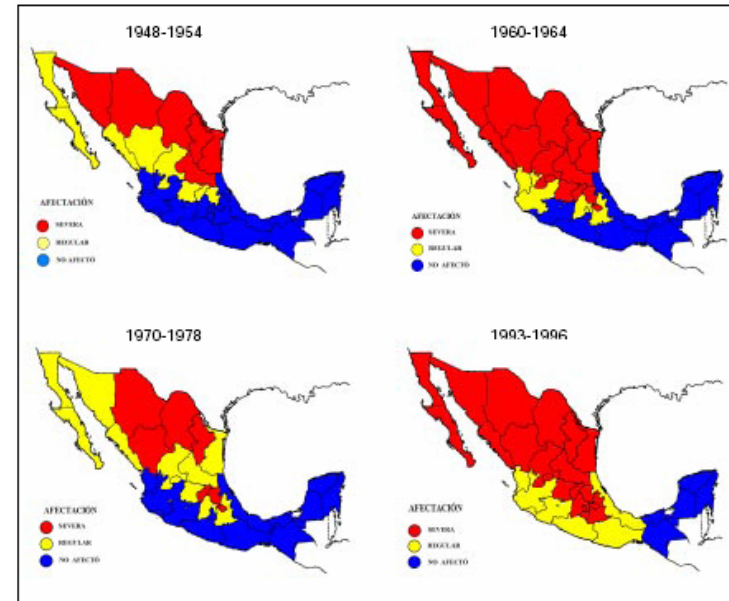 1948-1954
AFECTACIÓN
SEVERA
REGULAR
NO AFECTÓ
1960-1964
AFECTACIÓN
SEVERA
REGULAR
NO AFECTÓ
1970-1978
AFECTACIÓN
SEVERA
REGULAR
NO AFECTÓ
1993-1996
AFECTACIÓN
SEVERA
REGULAR
NO AFECTÓ